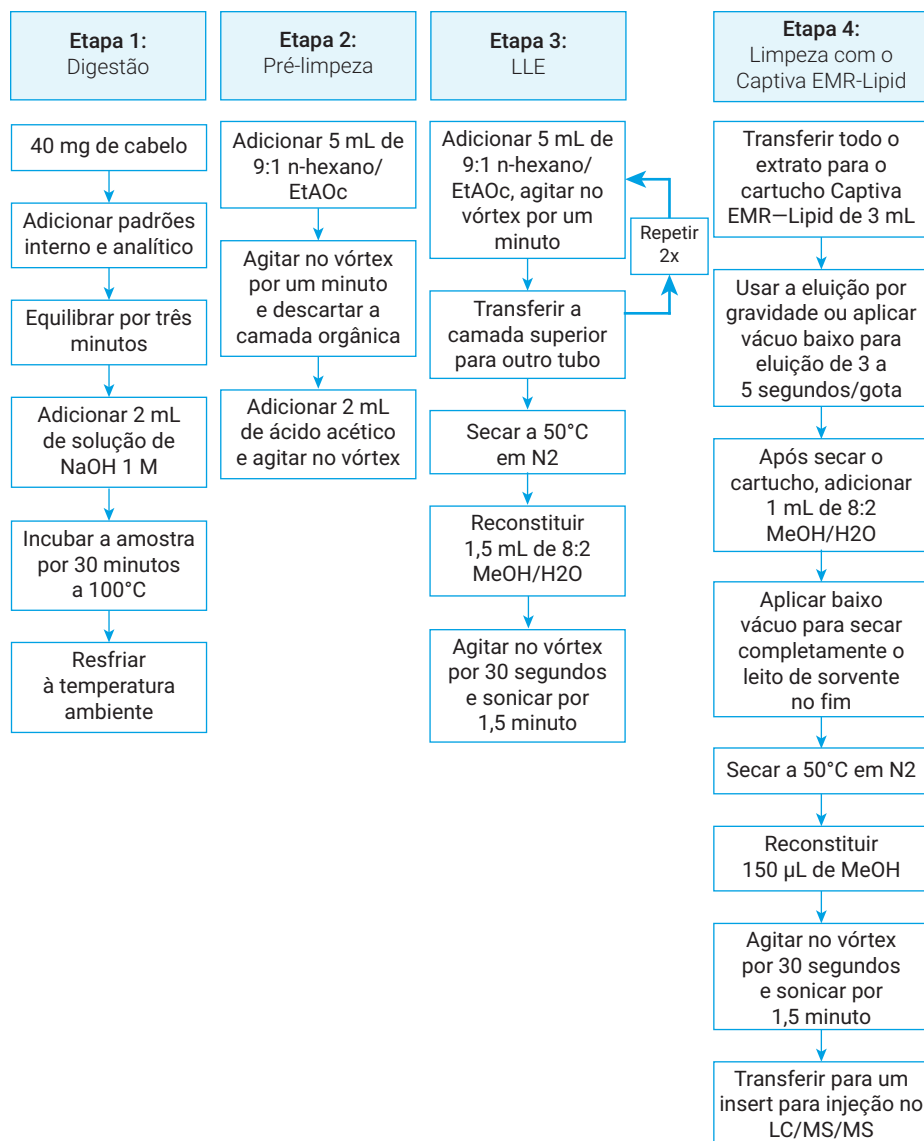 Etapa 1:
Digestão
40 mg de cabelo
Adicionar padrões
interno e analítico
Equilibrar por três
minutos
Adicionar 2 mL
de solução de
NaOH 1 M
Incubar a amostra
por 30 minutos
a 100°C
Resfriar
à temperatura
ambiente
Etapa 2:
Pré-limpeza
Adicionar 5 mL de
9:1 n-hexano/
EtAOc
Agitar no vórtex
por um minuto
e descartar a
camada orgânica
Adicionar 2 mL
de ácido acético
e agitar no vórtex
Etapa 3:
LLE
Adicionar 5 mL de
9:1 n-hexano/
EtAOc, agitar no
vórtex por um
minuto
Repetir
2x
Transferir a
camada superior
para outro tubo
Secar a 50°C
em N2
Reconstituir
1,5 mL de 8:2
MeOH/H2O
Agitar no vórtex
por 30 segundos
e sonicar por
1,5 minuto
Etapa 4:
Limpeza com o
Captiva EMR-Lipid
Transferir todo o
extrato para o
cartucho Captiva
EMR—Lipid de 3 mL
Usar a eluição por
gravidade ou aplicar
vácuo baixo para
eluição de 3 a
5 segundos/gota
Após secar o
cartucho, adicionar
1 mL de 8:2
MeOH/H2O
Aplicar baixo
vácuo para secar
completamente o
leito de sorvente
no fim
Secar a 50°C em N2
Reconstituir
150 µL de MeOH
Agitar no vórtex
por 30 segundos
e sonicar por
1,5 minuto
Transferir para um
insert para injeção no
LC/MS/MS